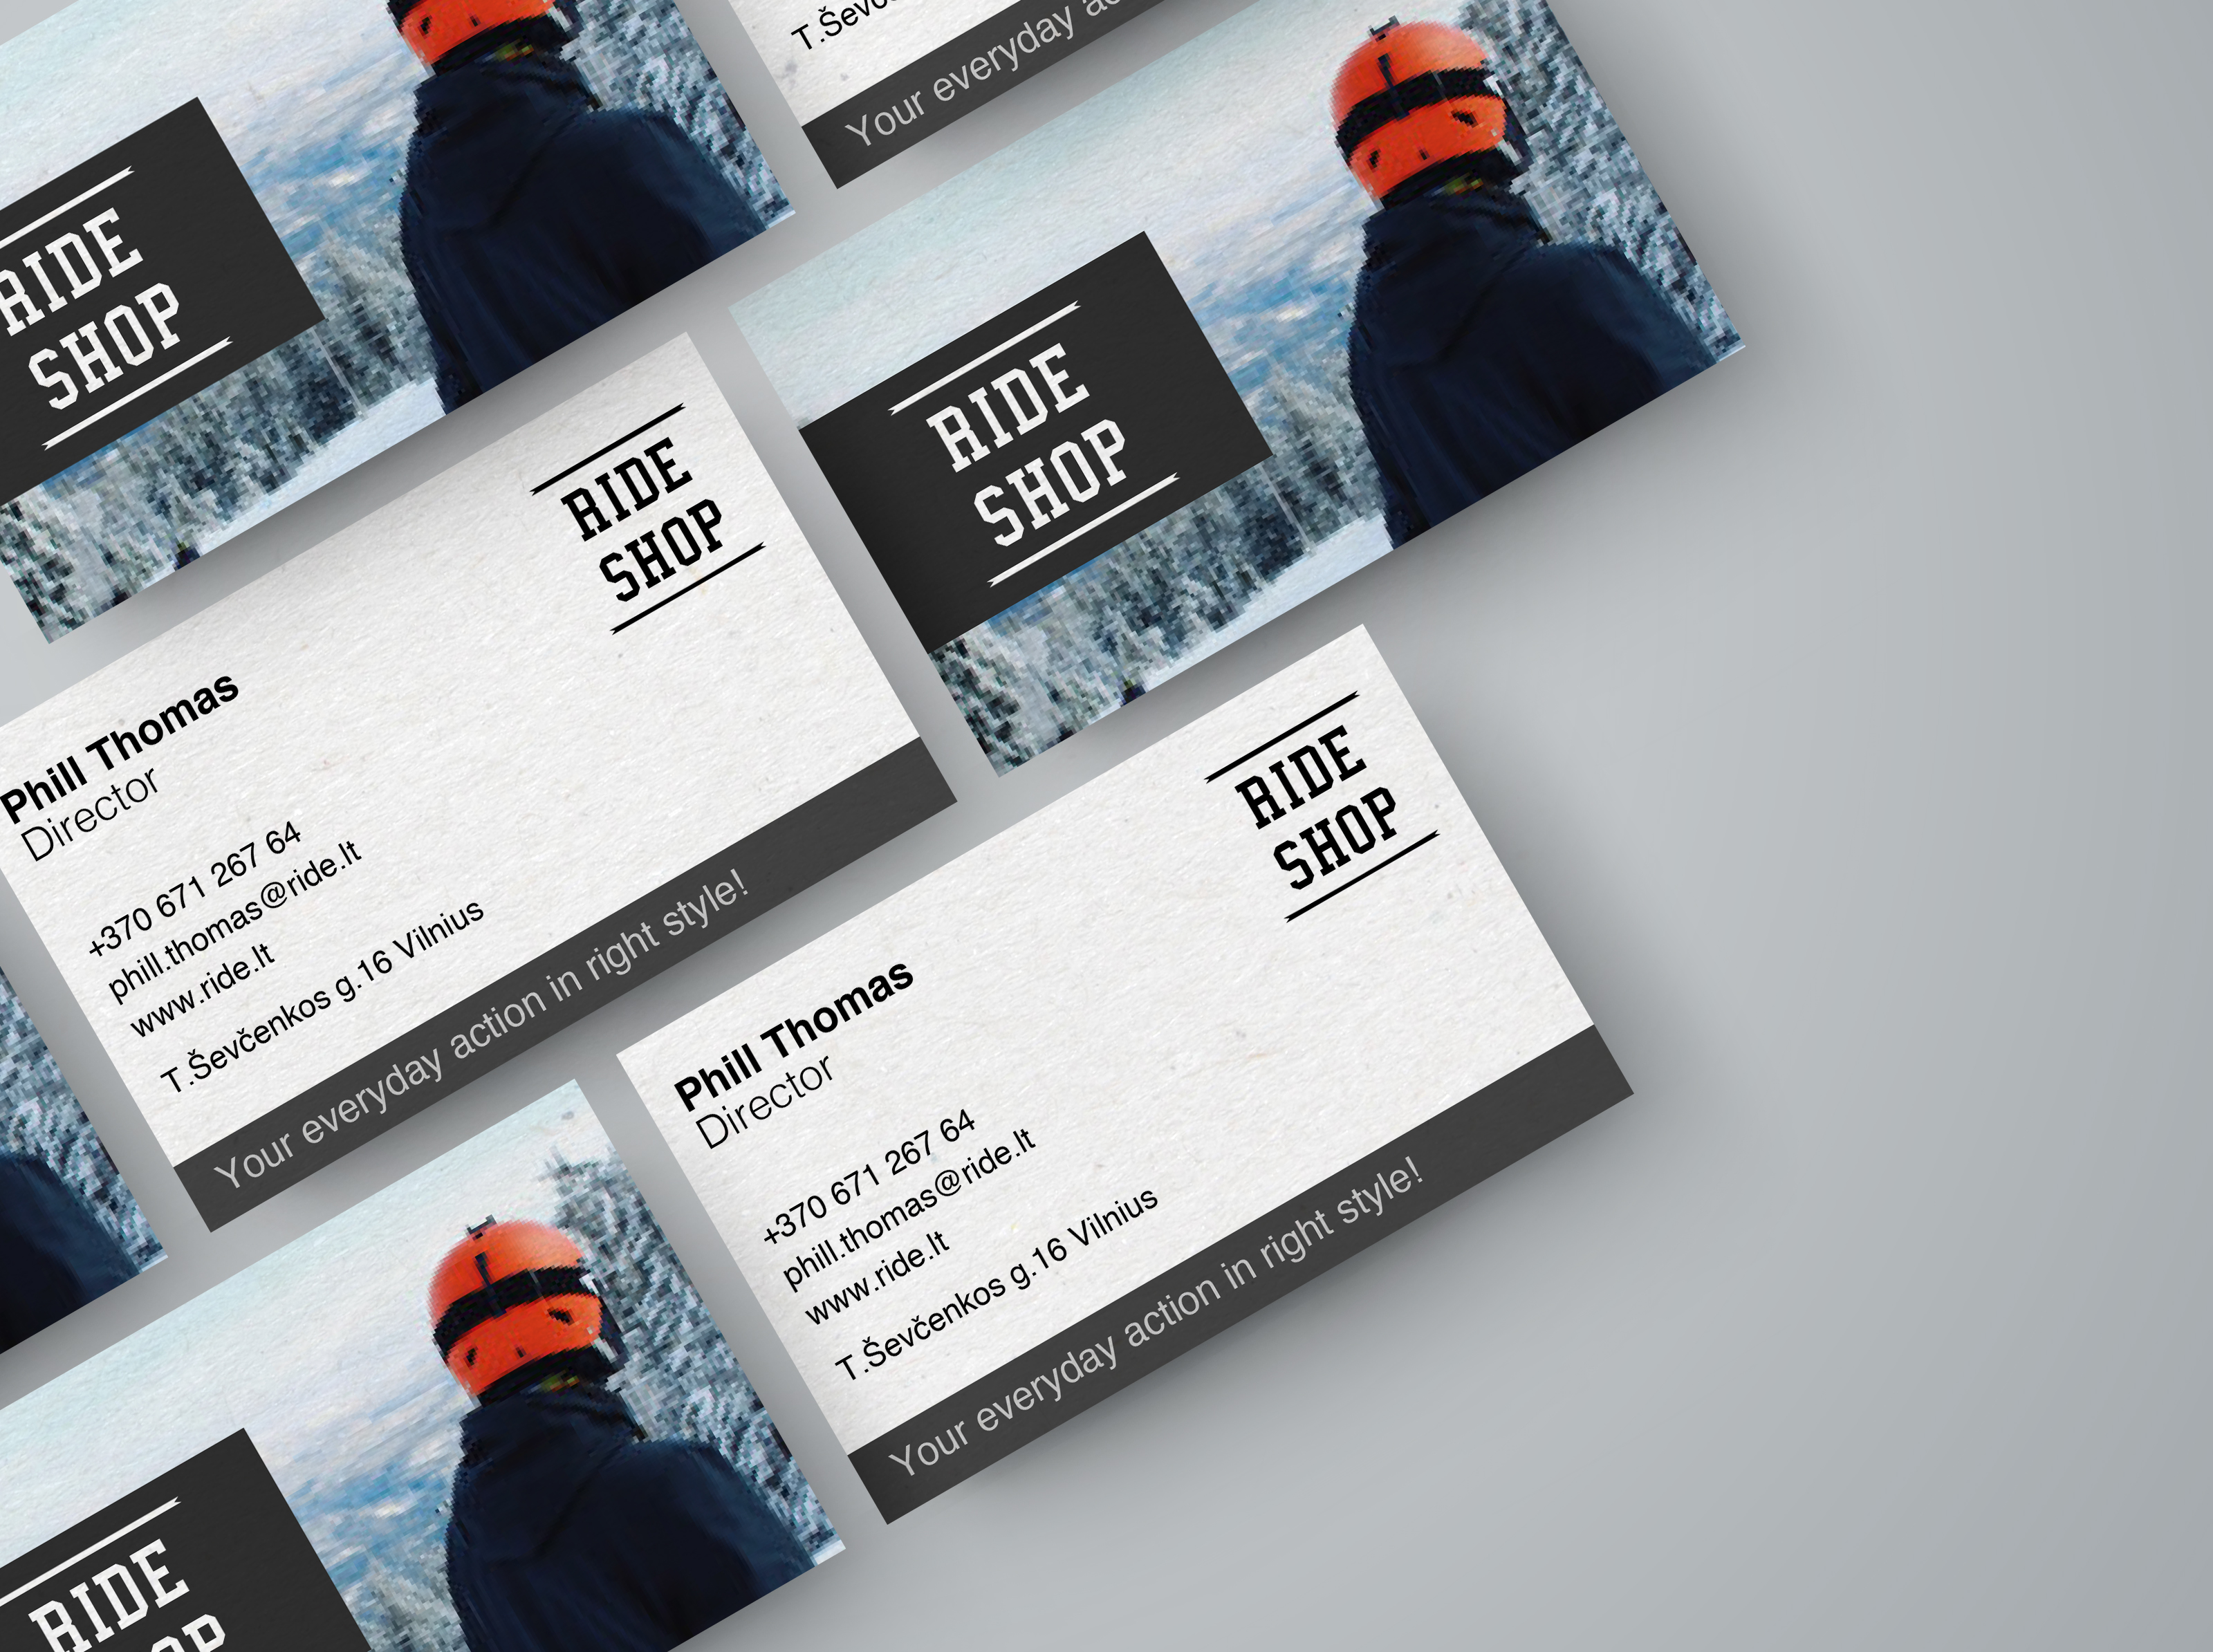 T.Ševč
Your everyday ac
RIDE
SHOP
RIDE
SHOP
RIDE
SHOP
Phill Thomas
Director
+370 671 267 64
phill.thomas@ride.lt
www.ride.lt
T.Ševčenkos g.16 Vilnius
Your everyday action in right style!
RIDE
SHOP
Phill Thomas
Director
+370 671 267 64
phill.thomas@ride.lt
www.ride.lt
T.Ševčenkos g.16 Vilnius
Your everyday action in right style!
RIDE
SHOP